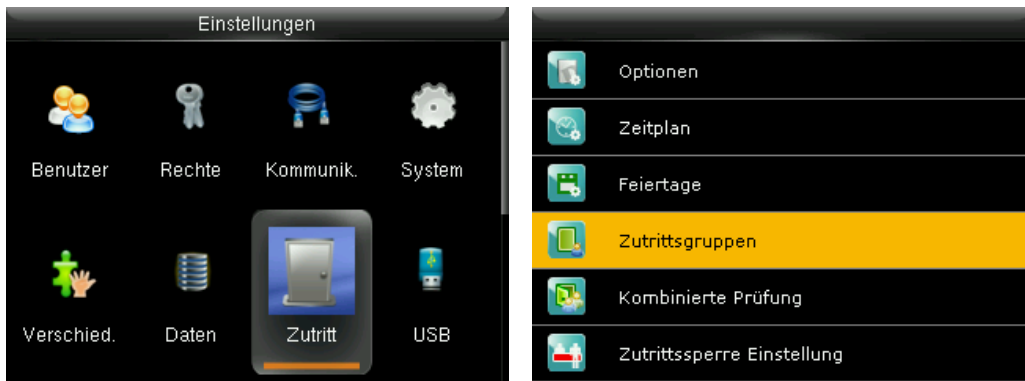 Einstellungen
Benutzer
Rechte
Kommunik.
System
Verschied.
Daten
Zutritt
USB
Optionen
Zeitplan
Feiertage
Zutrittsgruppen
Kombinierte Prüfung
Zutrittssperre Einstellung